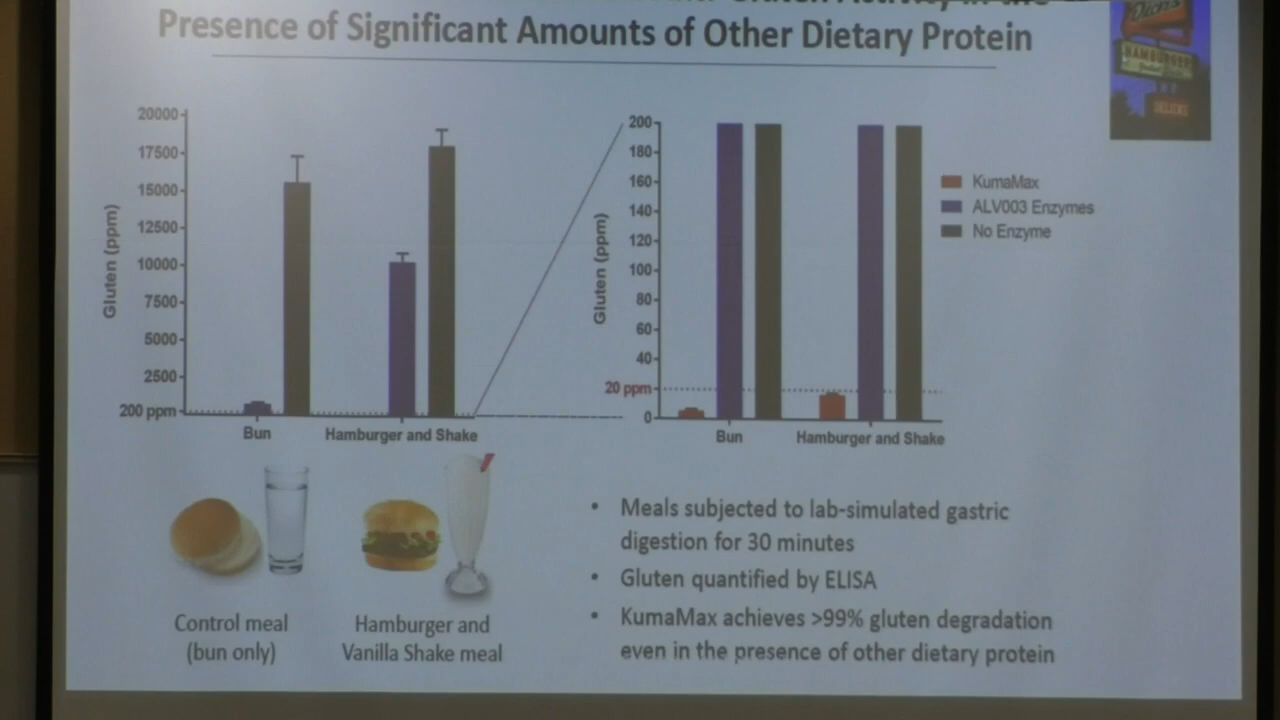 Presence of Significant Amounts of Other Dietary Protein
HAMBURGER
20000
17500
15000
12500
10000
7500
5000
2500
200 ppm
Gluten (ppm)
Bun
Hamburger and Shake
200
180
160
140
120
100
80
60
40
20 ppm
0
Gluten (ppm)
Bun
Hamburger and Shake
KumaMax
ALV003 Enzymes
No Enzyme
Control meal
(bun only)
Hamburger and
Vanilla Shake meal
• Meals subjected to lab-simulated gastric
digestion for 30 minutes
• Gluten quantified by ELISA
• KumaMax achieves >99% gluten degradation
even in the presence of other dietary protein